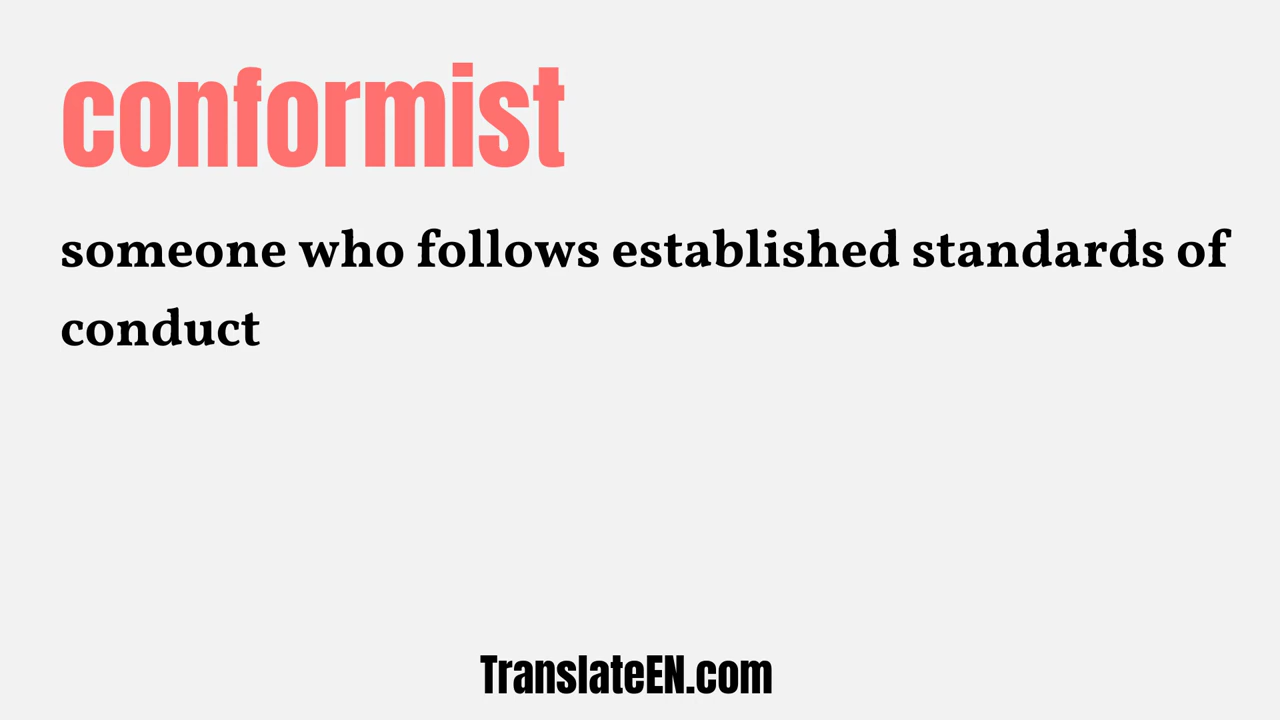 conformist
someone who follows established standards of
conduct
TranslateEN.com